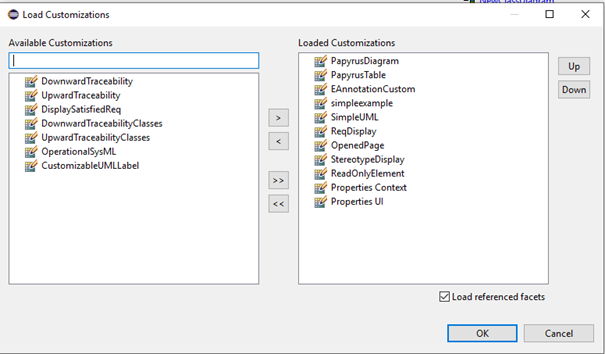 NewClassDiagram
Load Customizations
Available Customizations
DownwardTraceability
UpwardTraceability
DisplaySatisfiedReq
DownwardTraceabilityClasses
UpwardTraceabilityClasses
OperationalSysML
CustomizableUMLLabel
>
<
>>
<<
Loaded Customizations
PapyrusDiagram
PapyrusTable
EAnnotationCustom
simpleexample
SimpleUML
ReqDisplay
OpenedPage
StereotypeDisplay
ReadOnlyElement
Properties Context
Properties UI
Up
Down
Load referenced facets
OK
Cancel